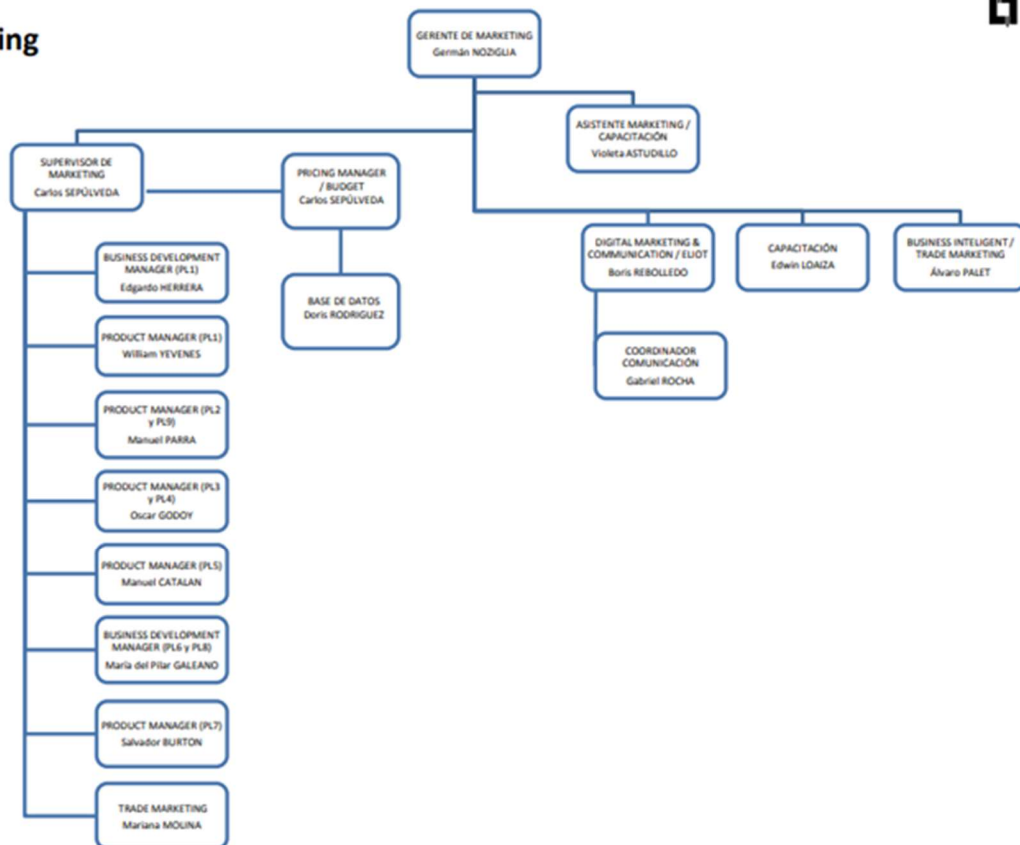 ing
GERENTE DE MARKETING
Germán NOZIGLIA
ASISTENTE MARKETING /
CAPACITACIÓN
Violeta ASTUDILLO
SUPERVISOR DE
MARKETING
Carlos SEPÚLVEDA
PRICING MANAGER
/ BUDGET
Carlos SEPÚLVEDA
BASE DE DATOS
Doris RODRIGUEZ
DIGITAL MARKETING &
COMMUNICATION / ELIOT
Boris REBOLLEDO
CAPACITACIÓN
Edwin LOAIZA
BUSINESS INTELIGENT /
TRADE MARKETING
Álvaro PALET
COORDINADOR
COMUNICACIÓN
Gabriel ROCHA
BUSINESS DEVELOPMENT
MANAGER (PL1)
Edgardo HERRERA
PRODUCT MANAGER (PL1)
William YEVENES
PRODUCT MANAGER (PL2
y PL9)
Manuel PARRA
PRODUCT MANAGER (PL3
y PL4)
Oscar GODOY
PRODUCT MANAGER (PL5)
Manuel CATALAN
BUSINESS DEVELOPMENT
MANAGER (PL6 y PL8)
María del Pilar GALEANO
PRODUCT MANAGER (PL7)
Salvador BURTON
TRADE MARKETING
Mariana MOLINA